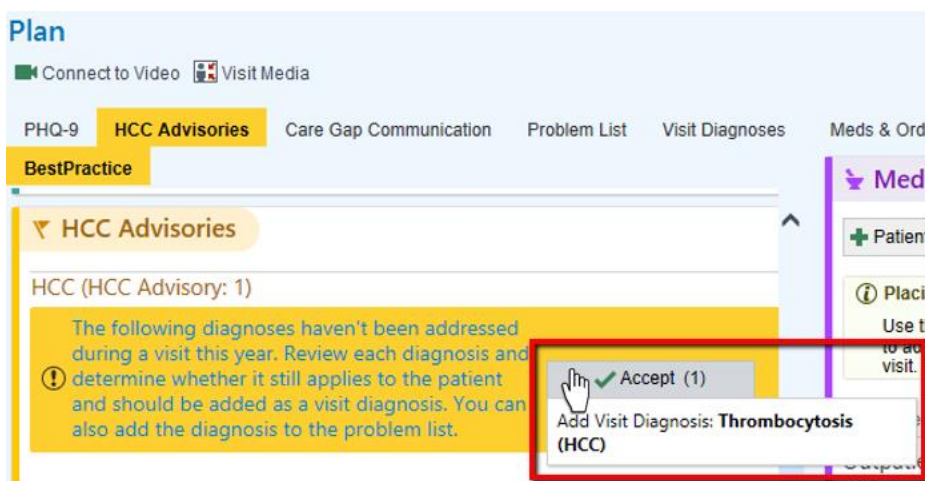 Plan
Connect to Video Visit Media
PHQ-9 HCC Advisories Care Gap Communication Problem List Visit Diagnoses Meds & Ord
BestPractice
Med
HCC Advisories
Patien
HCC (HCC Advisory: 1)
Placi
The following diagnoses haven't been addressed
during a visit this year. Review each diagnosis and
determine whether it still applies to the patient
and should be added as a visit diagnosis. You can
also add the diagnosis to the problem list.
Use t
to ad
visit.
Accept (1)
Add Visit Diagnosis: Thrombocytosis
(HCC)